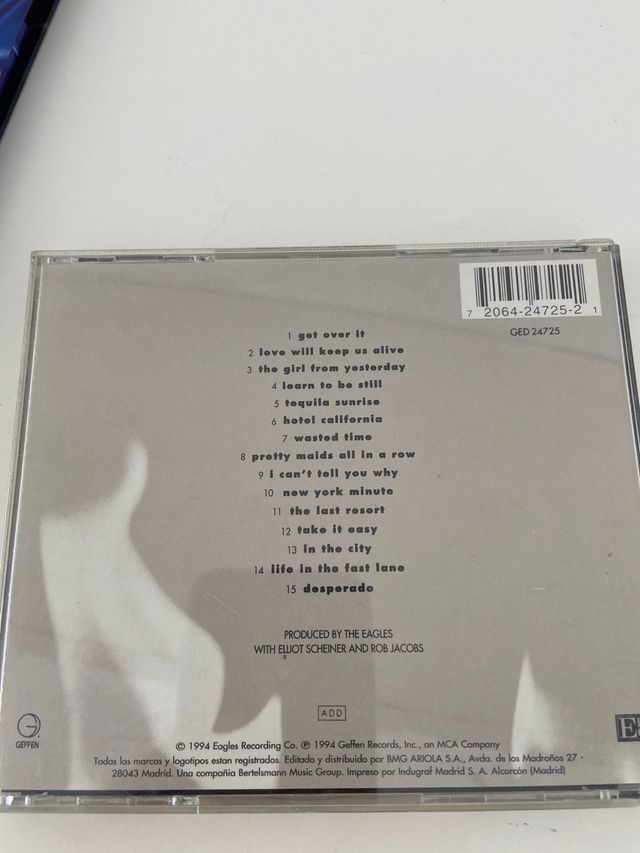 7 2064-24725-2 1
GED 24725
1 get over it
2 love will keep us alive
3 the girl from yesterday
4 learn to be still
5 tequila sunrise
6 hotel california
7 wasted time
8 pretty maids all in a row
9 i can't tell you why
10 new york minute
11 the last resort
12 take it easy
13 in the city
14 life in the fast lane
15 desperado
PRODUCED BY THE EAGLES
WITH ELLIOT SCHEINER AND ROB JACOBS
ADD
GEFFEN
© 1994 Eagles Recording Co. ℗ 1994 Geffen Records, Inc., an MCA Company
Todas las marcas y logotipos estan registrados. Editado y distribuido por BMG ARIOLA S.A., Avda. de los Madroños 27 -
28043 Madrid. Una compañia Bertelsmann Music Group. Impreso por Indugraf Madrid S. A. Alcorcón (Madrid)